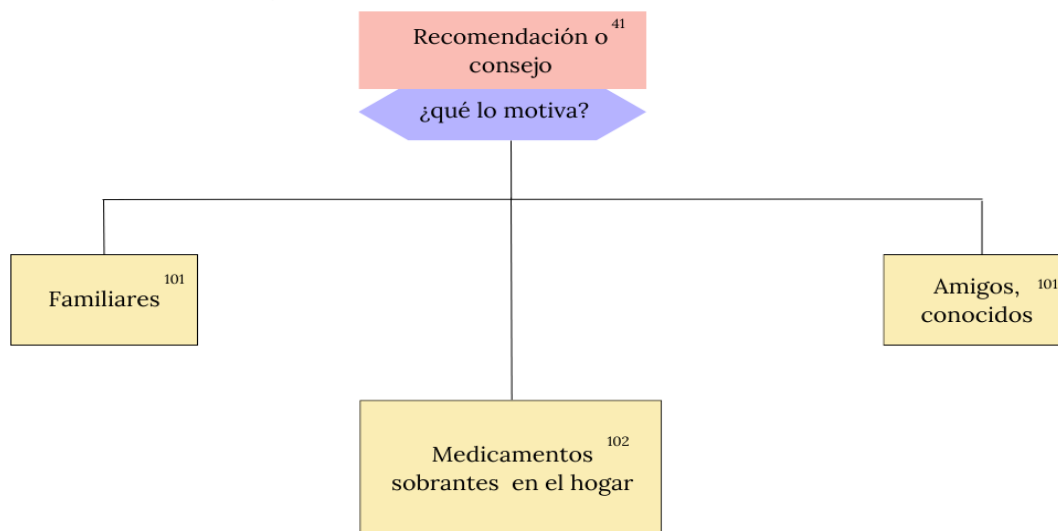 Recomendación o 41
consejo
¿qué lo motiva?
Familiares 101
Amigos, 101
conocidos
Medicamentos 102
sobrantes en el hogar